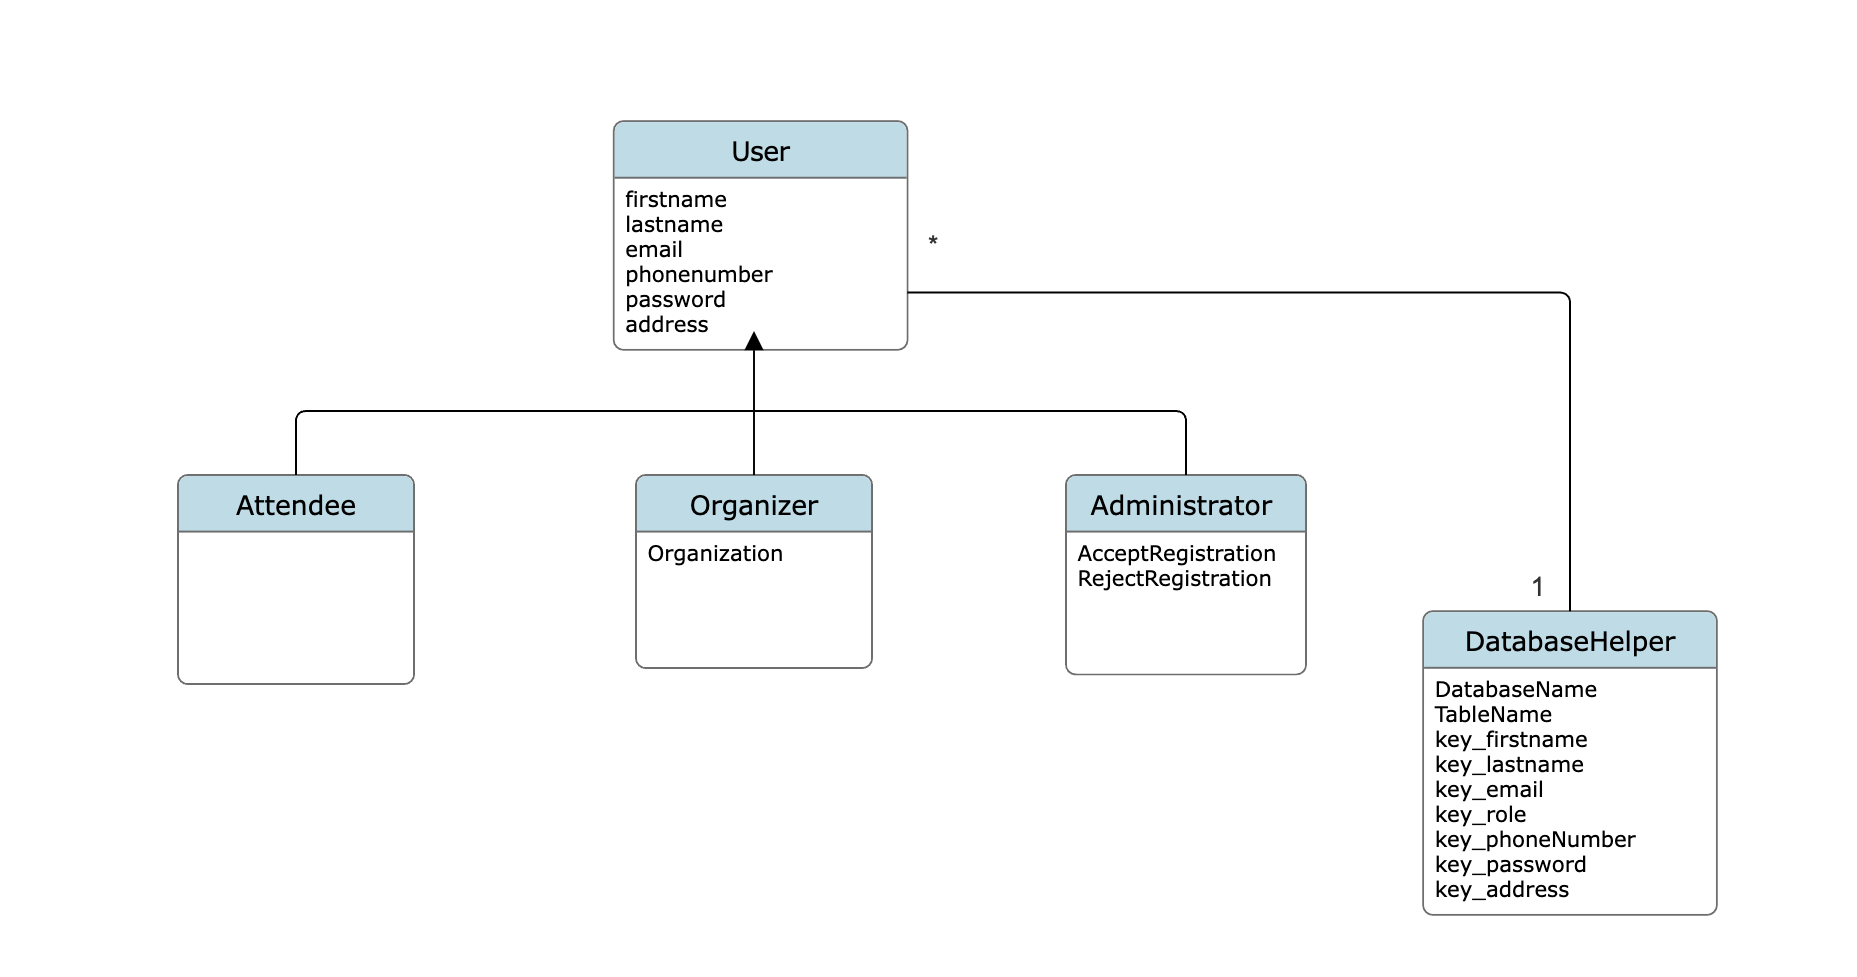 User
firstname
lastname
email
phonenumber
password
address
*
Attendee
Organizer
Organization
Administrator
AcceptRegistration
RejectRegistration
1
DatabaseHelper
DatabaseName
TableName
key_firstname
key_lastname
key_email
key_role
key_phoneNumber
key_password
key_address